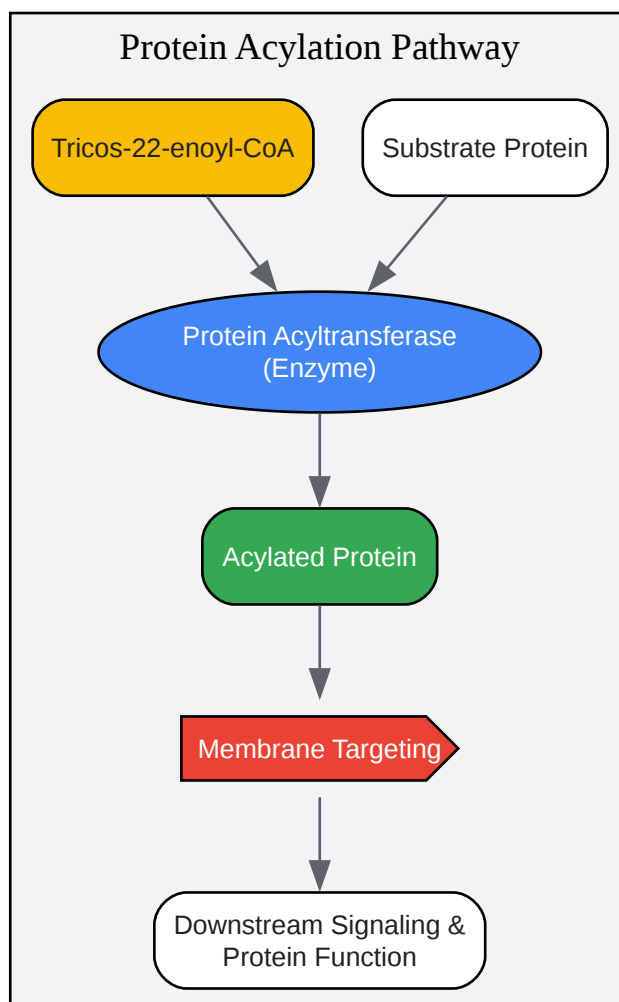 Protein Acylation Pathway
Tricos-22-enoyl-CoA
Substrate Protein
Protein Acyltransferase
(Enzyme)
Acylated Protein
Membrane Targeting
Downstream Signaling &
Protein Function